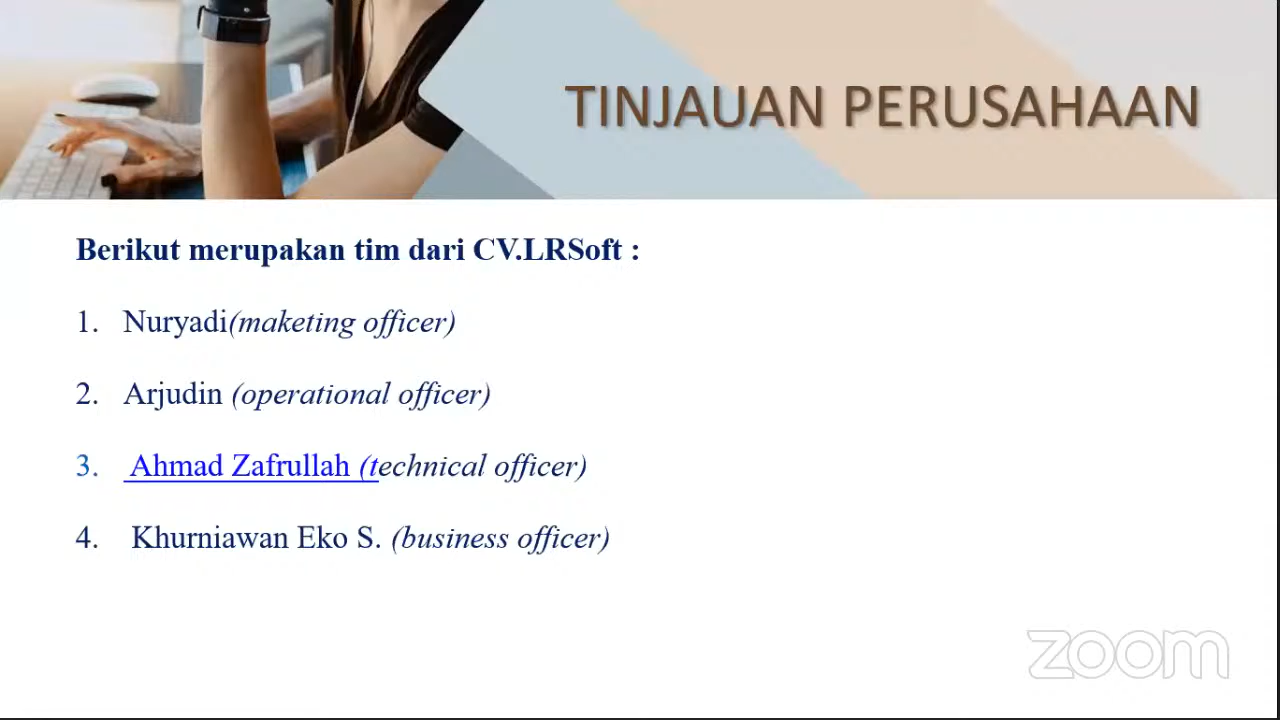 TINJAUAN PERUSAHAAN
Berikut merupakan tim dari CV.LRSoft :
1. Nuryadi(maketing officer)
2. Arjudin (operational officer)
3. Ahmad Zafrullah (technical officer)
4. Khurniawan Eko S. (business officer)
zoom